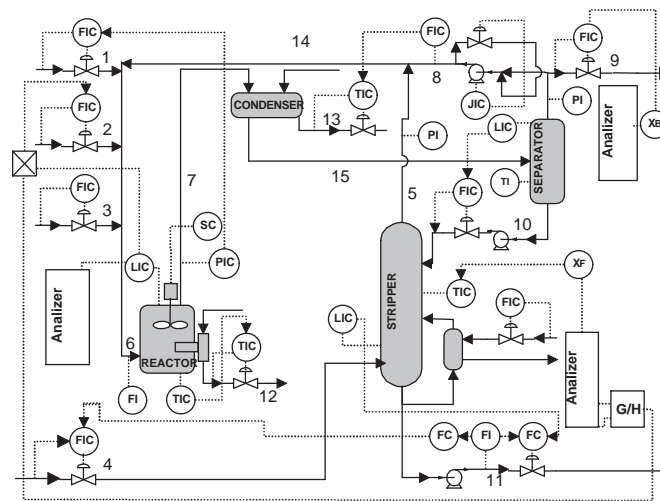 FIC
1
14
FIC
8
FIC
9
FIC
2
CONDENSER
TIC
13
JIC
PI
LIC
PI
SEPARATOR
Analizer
XB
7
15
5
TI
FIC
3
SC
FIC
10
LIC
PIC
STRIPPER
TIC
XF
Analizer
6
REACTOR
TIC
LIC
FIC
Analizer
FI
TIC
12
G/H
FIC
4
FC
FI
FC
11